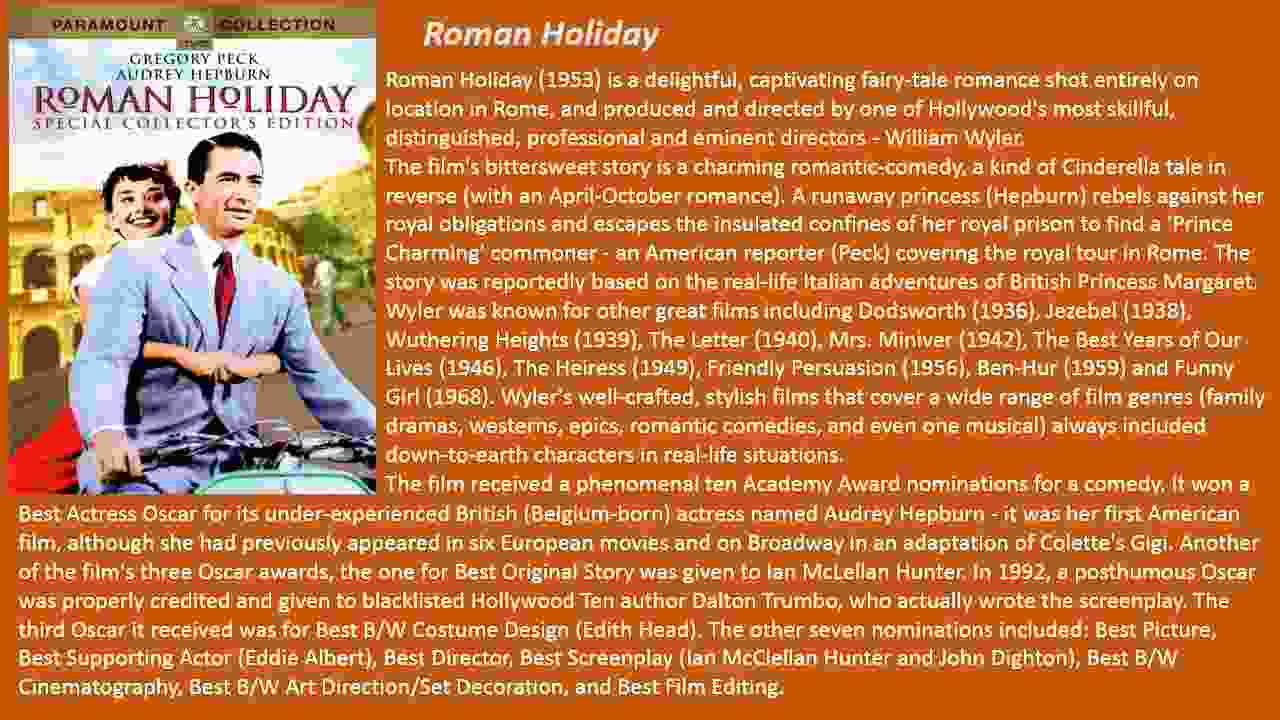 PARAMOUNT COLLECTION
GREGORY PECK
AUDREY HEPBURN
ROMAN HOLIDAY
SPECIAL COLLECTOR'S EDITION
Roman Holiday
Roman Holiday (1953) is a delightful, captivating fairy-tale romance shot entirely on
location in Rome, and produced and directed by one of Hollywood's most skillful,
distinguished, professional and eminent directors - William Wyler.
The film's bittersweet story is a charming romantic-comedy, a kind of Cinderella tale in
reverse (with an April-October romance). A runaway princess (Hepburn) rebels against her
royal obligations and escapes the insulated confines of her royal prison to find a 'Prince
Charming' commoner - an American reporter (Peck) covering the royal tour in Rome. The
story was reportedly based on the real-life Italian adventures of British Princess Margaret.
Wyler was known for other great films including Dodsworth (1936), Jezebel (1938),
Wuthering Heights (1939), The Letter (1940), Mrs. Miniver (1942), The Best Years of Our
Lives (1946), The Heiress (1949), Friendly Persuasion (1956), Ben-Hur (1959) and Funny
Girl (1968). Wyler's well-crafted, stylish films that cover a wide range of film genres (family
dramas, westerns, epics, romantic comedies, and even one musical) always included
down-to-earth characters in real-life situations.
The film received a phenomenal ten Academy Award nominations for a comedy. It won a
Best Actress Oscar for its under-experienced British (Belgium-born) actress named Audrey Hepburn - it was her first American
film, although she had previously appeared in six European movies and on Broadway in an adaptation of Colette's Gigi. Another
of the film's three Oscar awards, the one for Best Original Story was given to Ian McLellan Hunter. In 1992, a posthumous Oscar
was properly credited and given to blacklisted Hollywood Ten author Dalton Trumbo, who actually wrote the screenplay. The
third Oscar it received was for Best B/W Costume Design (Edith Head). The other seven nominations included: Best Picture,
Best Supporting Actor (Eddie Albert), Best Director, Best Screenplay (Ian McClellan Hunter and John Dighton), Best B/W
Cinematography, Best B/W Art Direction/Set Decoration, and Best Film Editing.